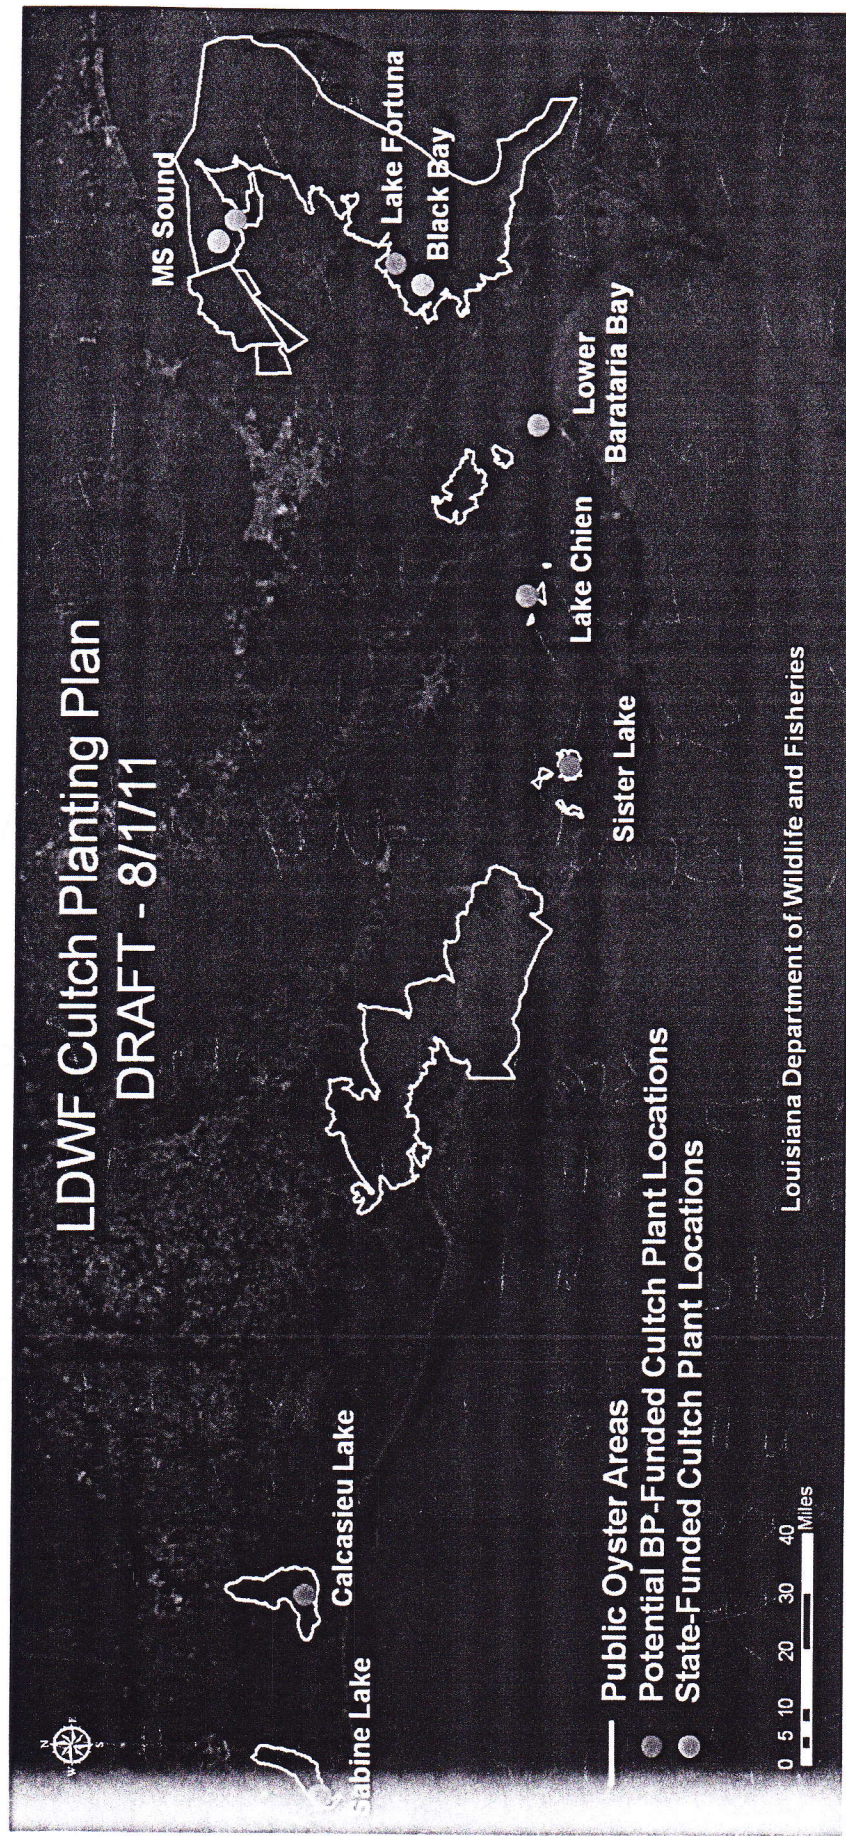 LDWF Cultch Planting Plan
DRAFT - 8/1/11
N
W
E
S
MS Sound
Lake Fortuna
Black Bay
Lower
Barataria Bay
Lake Chien
Sister Lake
Calcasieu Lake
Sabine Lake
Public Oyster Areas
Potential BP-Funded Cultch Plant Locations
State-Funded Cultch Plant Locations
0 5 10 20 30 40
Miles
Louisiana Department of Wildlife and Fisheries